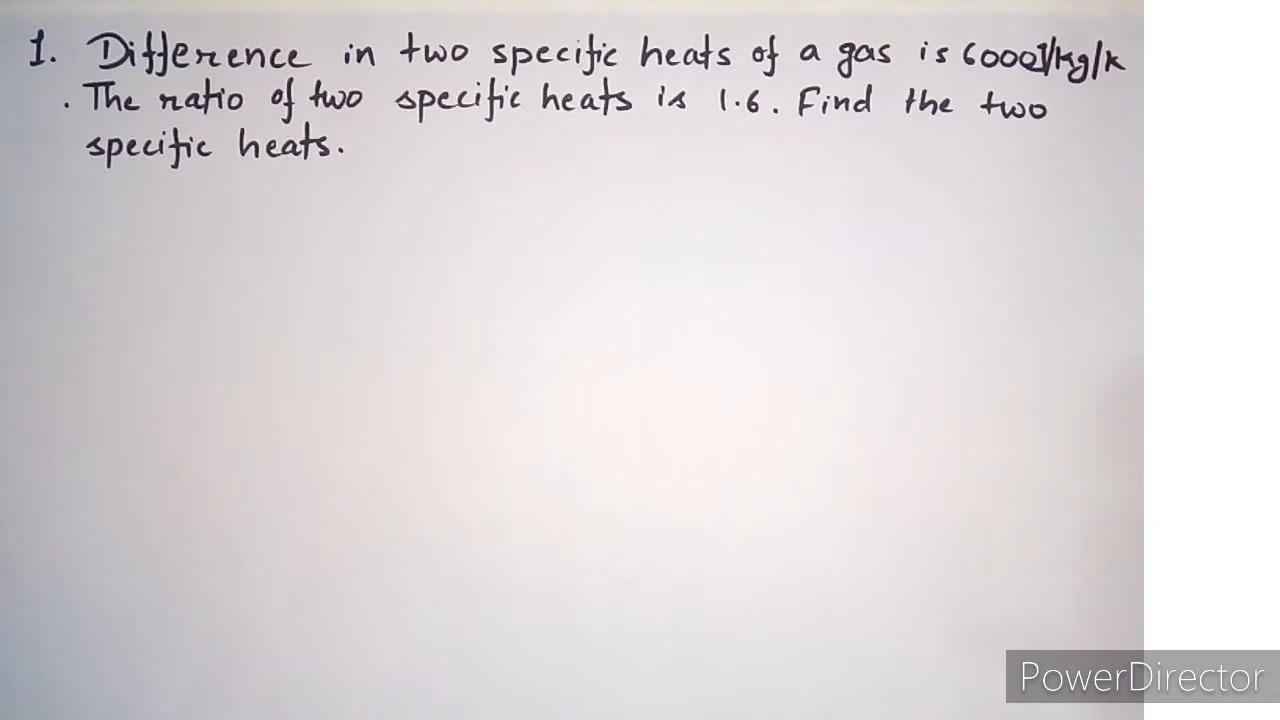 1. Difference in two specific heats of a gas is 6000J/kg/k
. The ratio of two specific heats is 1.6. Find the two
specific heats.
PowerDirector